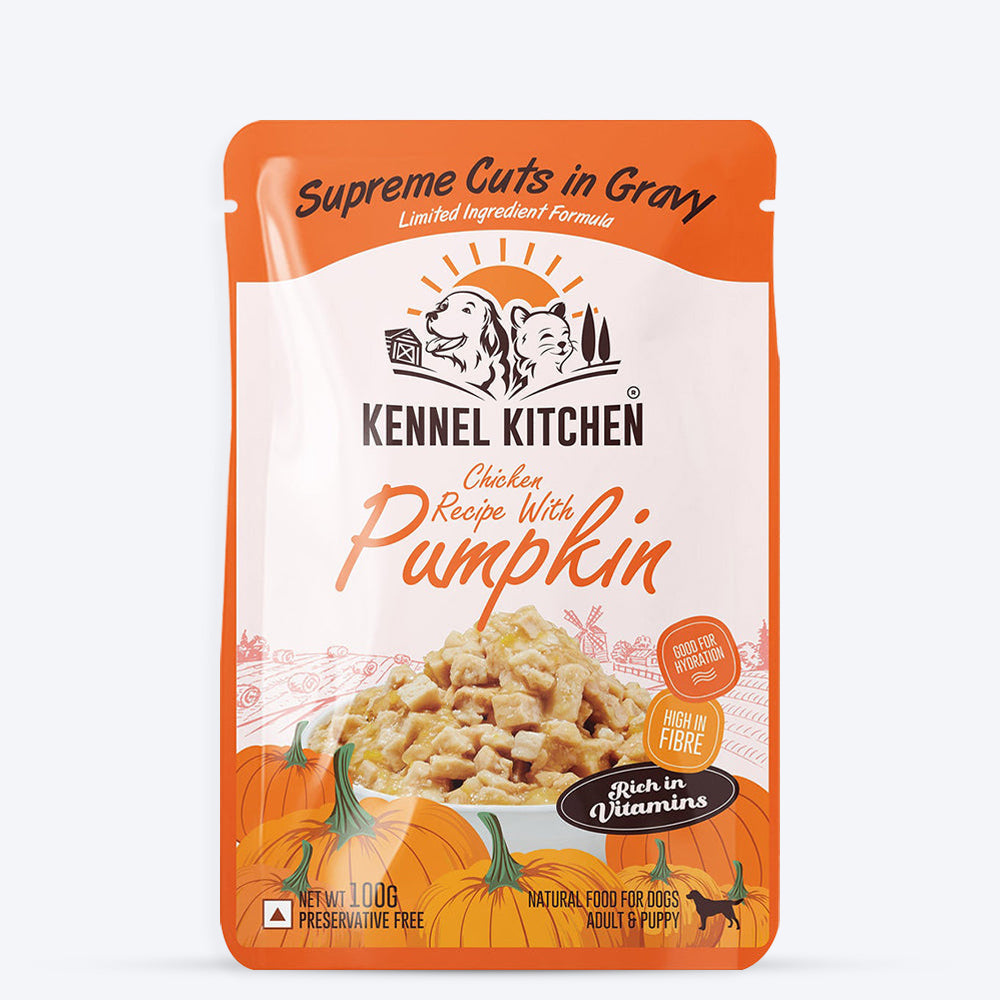 Supreme Cuts in Gravy
Limited Ingredient Formula
KENNEL KITCHEN®
Chicken
Recipe With
Pumpkin
GOOD FOR
HYDRATION
HIGH IN
FIBRE
Rich in
Vitamins
NET WT 100G
PRESERVATIVE FREE
NATURAL FOOD FOR DOGS
ADULT & PUPPY